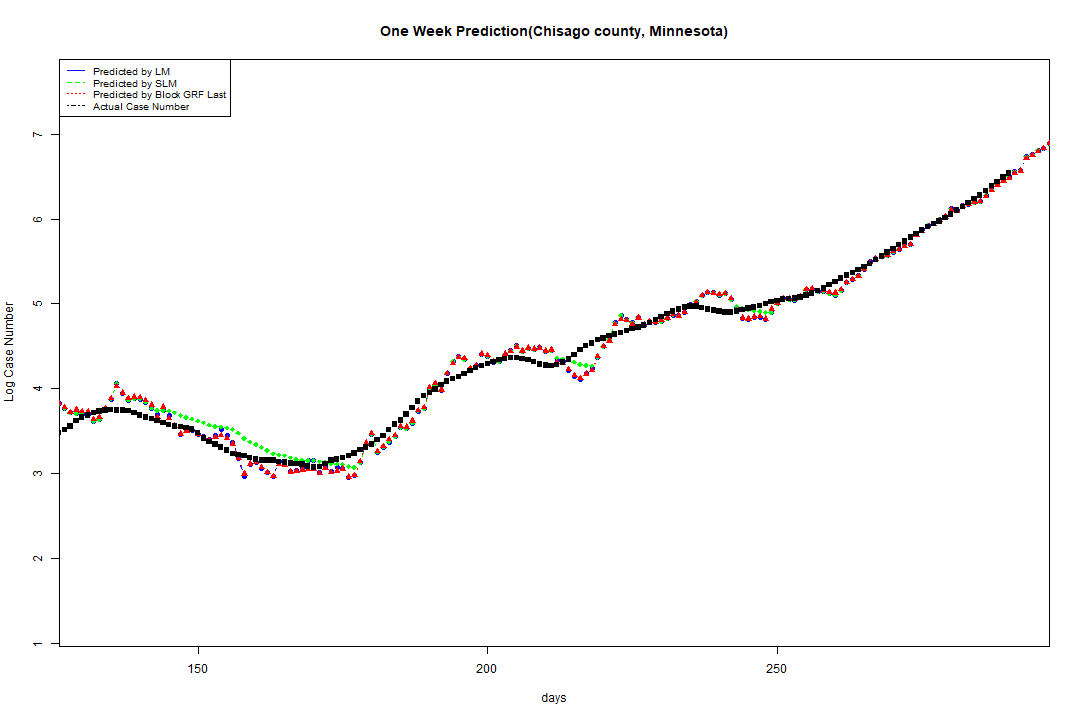 One Week Prediction(Chisago county, Minnesota)
Predicted by LM
Predicted by SLM
Predicted by Block GRF Last
Actual Case Number
7
6
5
4
3
2
1
Log Case Number
150 200 250
days